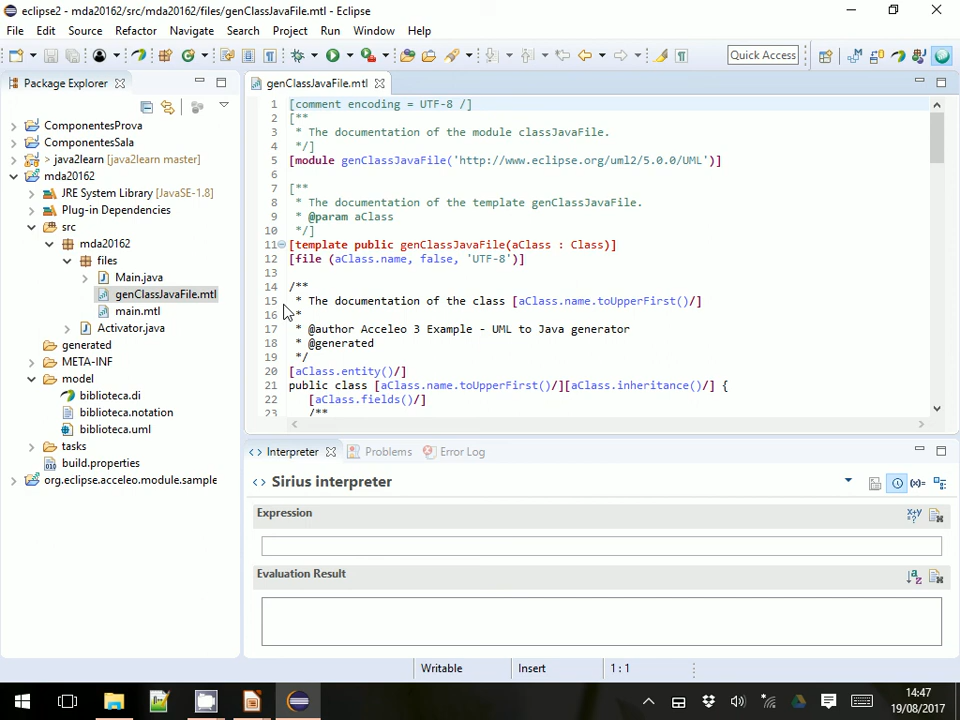 eclipse2 - mda20162/src/mda20162/files/genClassJavaFile.mtl - Eclipse
File Edit Source Refactor Navigate Search Project Run Window Help
Quick Access
Package Explorer
ComponentesProva
ComponentesSala
> java2learn [java2learn master]
mda20162
JRE System Library [JavaSE-1.8]
Plug-in Dependencies
src
mda20162
files
Main.java
genClassJavaFile.mtl
main.mtl
Activator.java
generated
META-INF
model
biblioteca.di
biblioteca.notation
biblioteca.uml
tasks
build.properties
org.eclipse.acceleo.module.sample
genClassJavaFile.mtl
1 [comment encoding = UTF-8 /]
2 [**
3 * The documentation of the module classJavaFile.
4 */]
5 [module genClassJavaFile('http://www.eclipse.org/uml2/5.0.0/UML')]
6
7 [**
8 * The documentation of the template genClassJavaFile.
9 * @param aClass
10 */]
11 [template public genClassJavaFile(aClass : Class)]
12 [file (aClass.name, false, 'UTF-8')]
13
14 /**
15 * The documentation of the class [aClass.name.toUpperFirst()/]
16 *
17 * @author Acceleo 3 Example - UML to Java generator
18 * @generated
19 */
20 [aClass.entity()/]
21 public class [aClass.name.toUpperFirst()/][aClass.inheritance()/] {
22 [aClass.fields()/]
23 /**
Interpreter Problems Error Log
<> Sirius interpreter
Expression
Evaluation Result
Writable Insert 1 : 1
14:47
19/08/2017